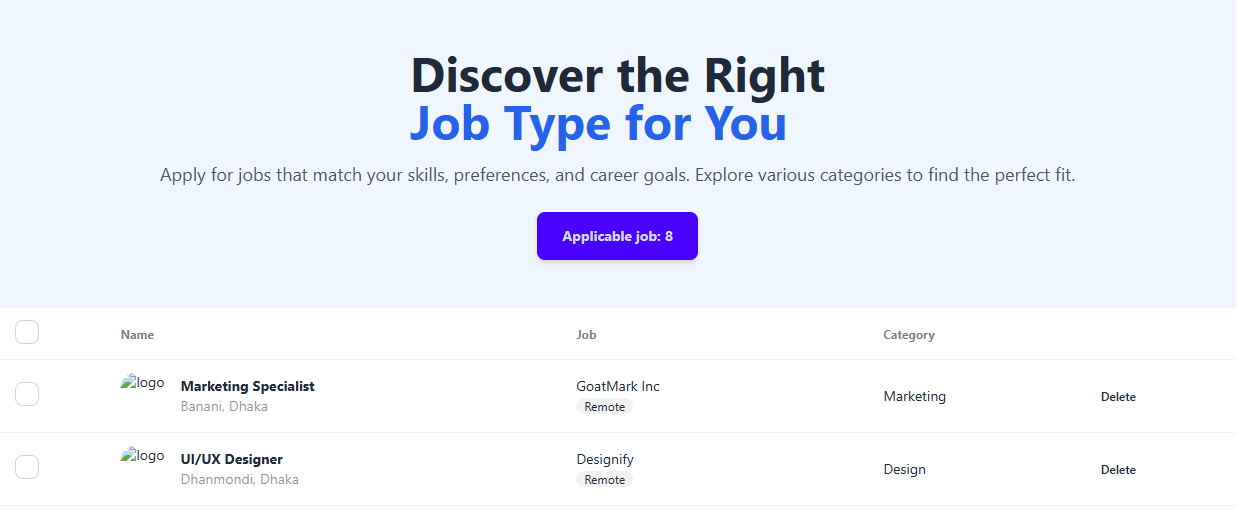 Discover the Right
Job Type for You
Apply for jobs that match your skills, preferences, and career goals. Explore various categories to find the perfect fit.
Applicable job: 8
Name Job Category
logo Marketing Specialist GoatMark Inc Marketing Delete
Banani, Dhaka Remote
logo UI/UX Designer Designify Design Delete
Dhanmondi, Dhaka Remote